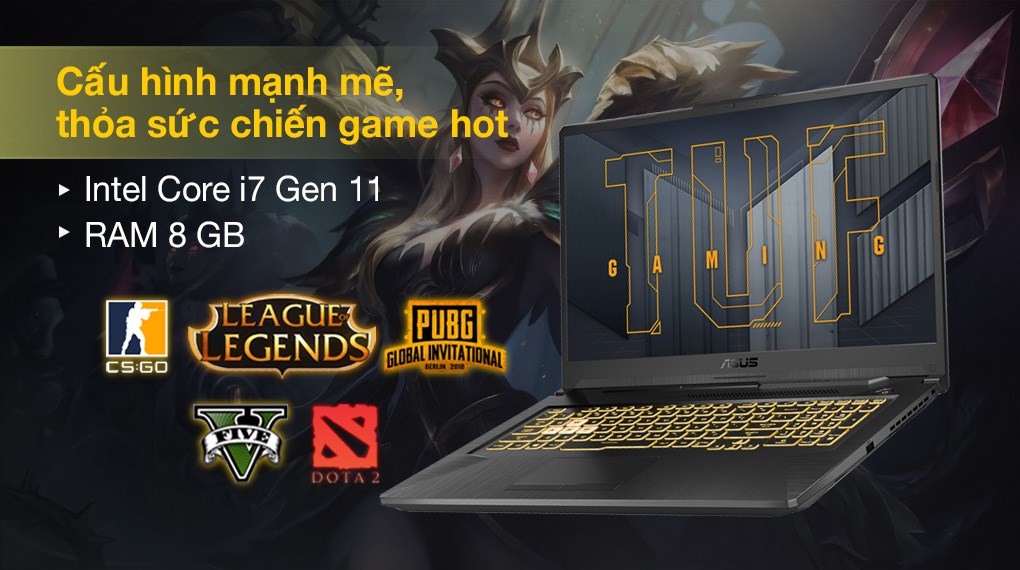 Cấu hình mạnh mẽ,
thỏa sức chiến game hot
Intel Core i7 Gen 11
RAM 8 GB
CS:GO
LEAGUE OF
LEGENDS
PUBG
GLOBAL INVITATIONAL
BERLIN 2018
FIVE
V
DOTA 2
TUF
GAMING
ASUS